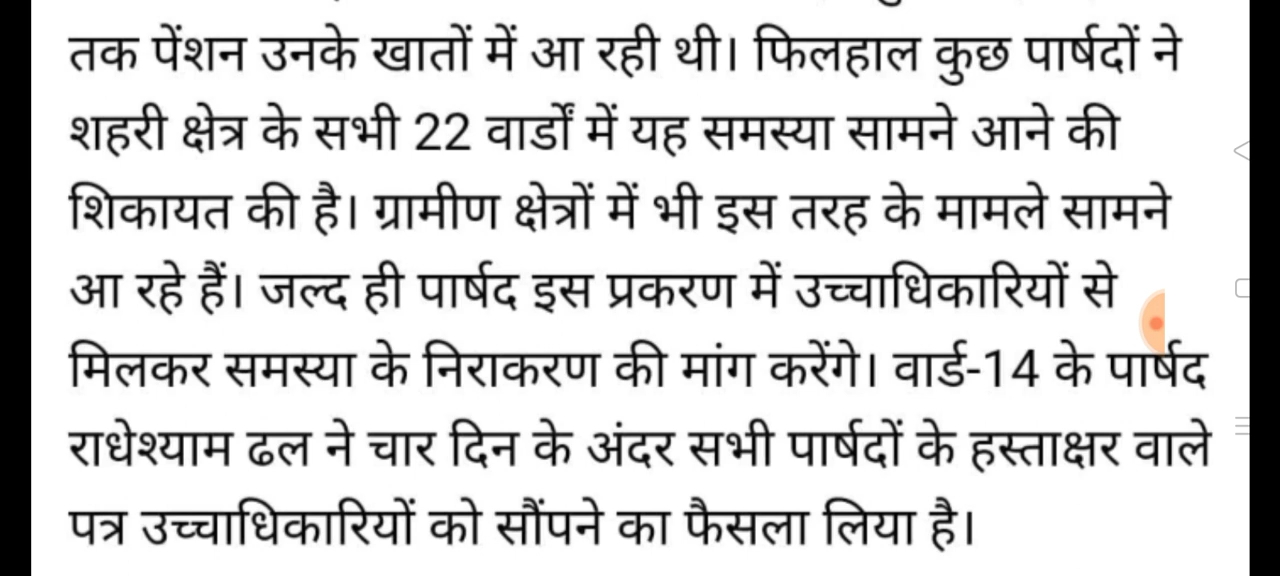 तक पेंशन उनके खातों में आ रही थी। फिलहाल कुछ पार्षदों ने
शहरी क्षेत्र के सभी 22 वार्डों में यह समस्या सामने आने की
शिकायत की है। ग्रामीण क्षेत्रों में भी इस तरह के मामले सामने
आ रहे हैं। जल्द ही पार्षद इस प्रकरण में उच्चाधिकारियों से
मिलकर समस्या के निराकरण की मांग करेंगे। वार्ड-14 के पार्षद
राधेश्याम ढल ने चार दिन के अंदर सभी पार्षदों के हस्ताक्षर वाले
पत्र उच्चाधिकारियों को सौंपने का फैसला लिया है।